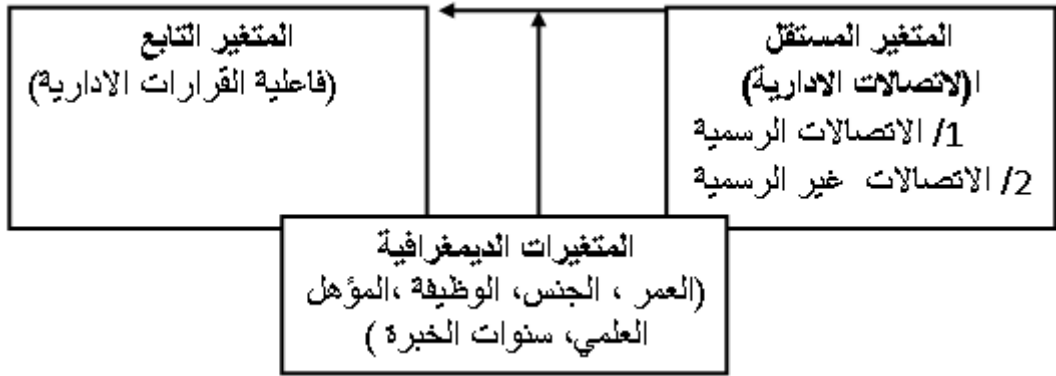 المتغير المستقل
ا(لاتصالات الادارية)
1/ الاتصالات الرسمية
2/ الاتصالات غير الرسمية
المتغير التابع
(فاعلية القرارات الادارية)
المتغيرات الديمغرافية
(العمر ، الجنس، الوظيفة ،المؤهل
العلمي، سنوات الخبرة )